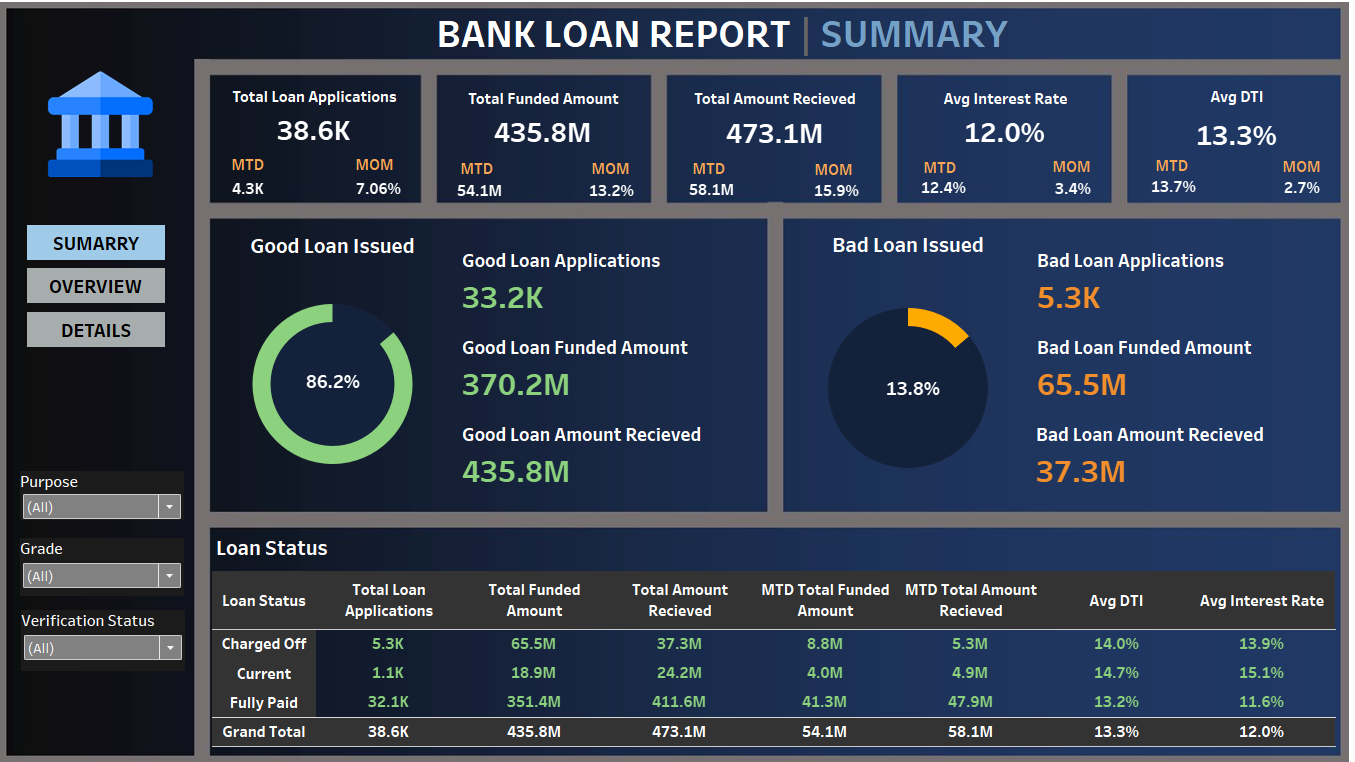 BANK LOAN REPORT | SUMMARY
Total Loan Applications
38.6K
MTD MOM
4.3K 7.06%
Total Funded Amount
435.8M
MTD MOM
54.1M 13.2%
Total Amount Recieved
473.1M
MTD MOM
58.1M 15.9%
Avg Interest Rate
12.0%
MTD MOM
12.4% 3.4%
Avg DTI
13.3%
MTD MOM
13.7% 2.7%
SUMARRY
OVERVIEW
DETAILS
Purpose
(All)
Grade
(All)
Verification Status
(All)
Good Loan Issued
86.2%
Good Loan Applications
33.2K
Good Loan Funded Amount
370.2M
Good Loan Amount Recieved
435.8M
Bad Loan Issued
13.8%
Bad Loan Applications
5.3K
Bad Loan Funded Amount
65.5M
Bad Loan Amount Recieved
37.3M
Loan Status
Loan Status Total Loan Applications Total Funded Amount Total Amount Recieved MTD Total Funded Amount MTD Total Amount Recieved Avg DTI Avg Interest Rate
Charged Off 5.3K 65.5M 37.3M 8.8M 5.3M 14.0% 13.9%
Current 1.1K 18.9M 24.2M 4.0M 4.9M 14.7% 15.1%
Fully Paid 32.1K 351.4M 411.6M 41.3M 47.9M 13.2% 11.6%
Grand Total 38.6K 435.8M 473.1M 54.1M 58.1M 13.3% 12.0%